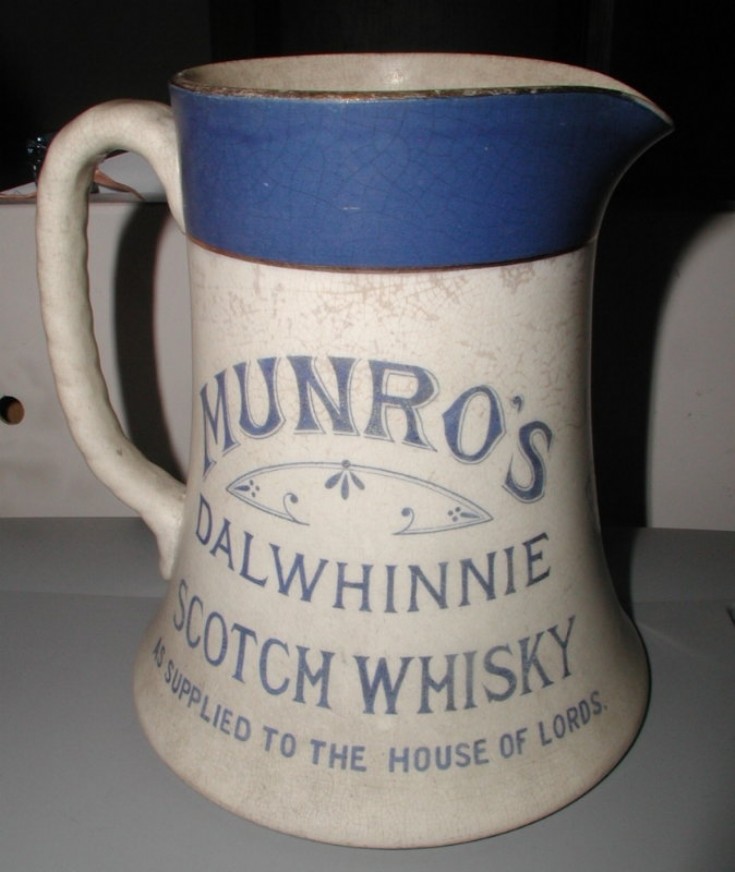 MUNRO'S
DALWHINNIE
SCOTCH WHISKY
AS SUPPLIED TO THE HOUSE OF LORDS.